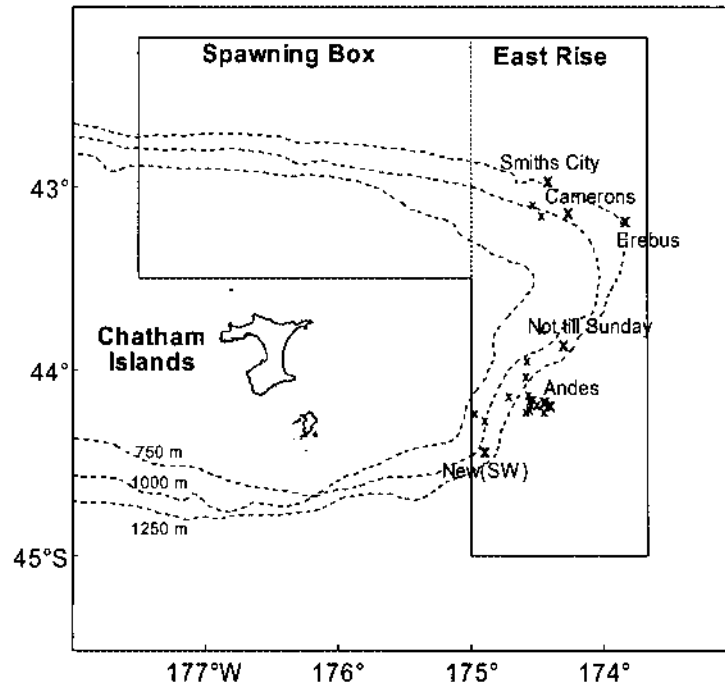 Spawning Box
East Rise
Smiths City
43°
Camerons
Erebus
Not till Sunday
Chatham
Islands
44°
Andes
750 m
New(SW)
1000 m
1250 m
45°S
177°W
176°
175°
174°